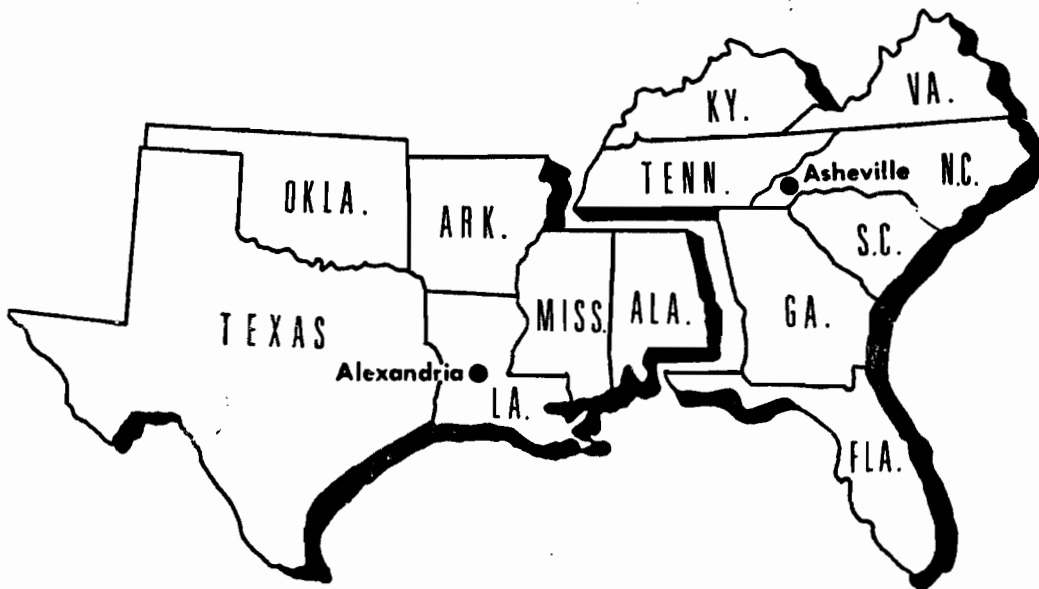 KY.
VA.
TENN.
Asheville
N.C.
OKLA.
ARK.
S.C.
TEXAS
MISS.
ALA.
GA.
Alexandria
LA.
FLA.